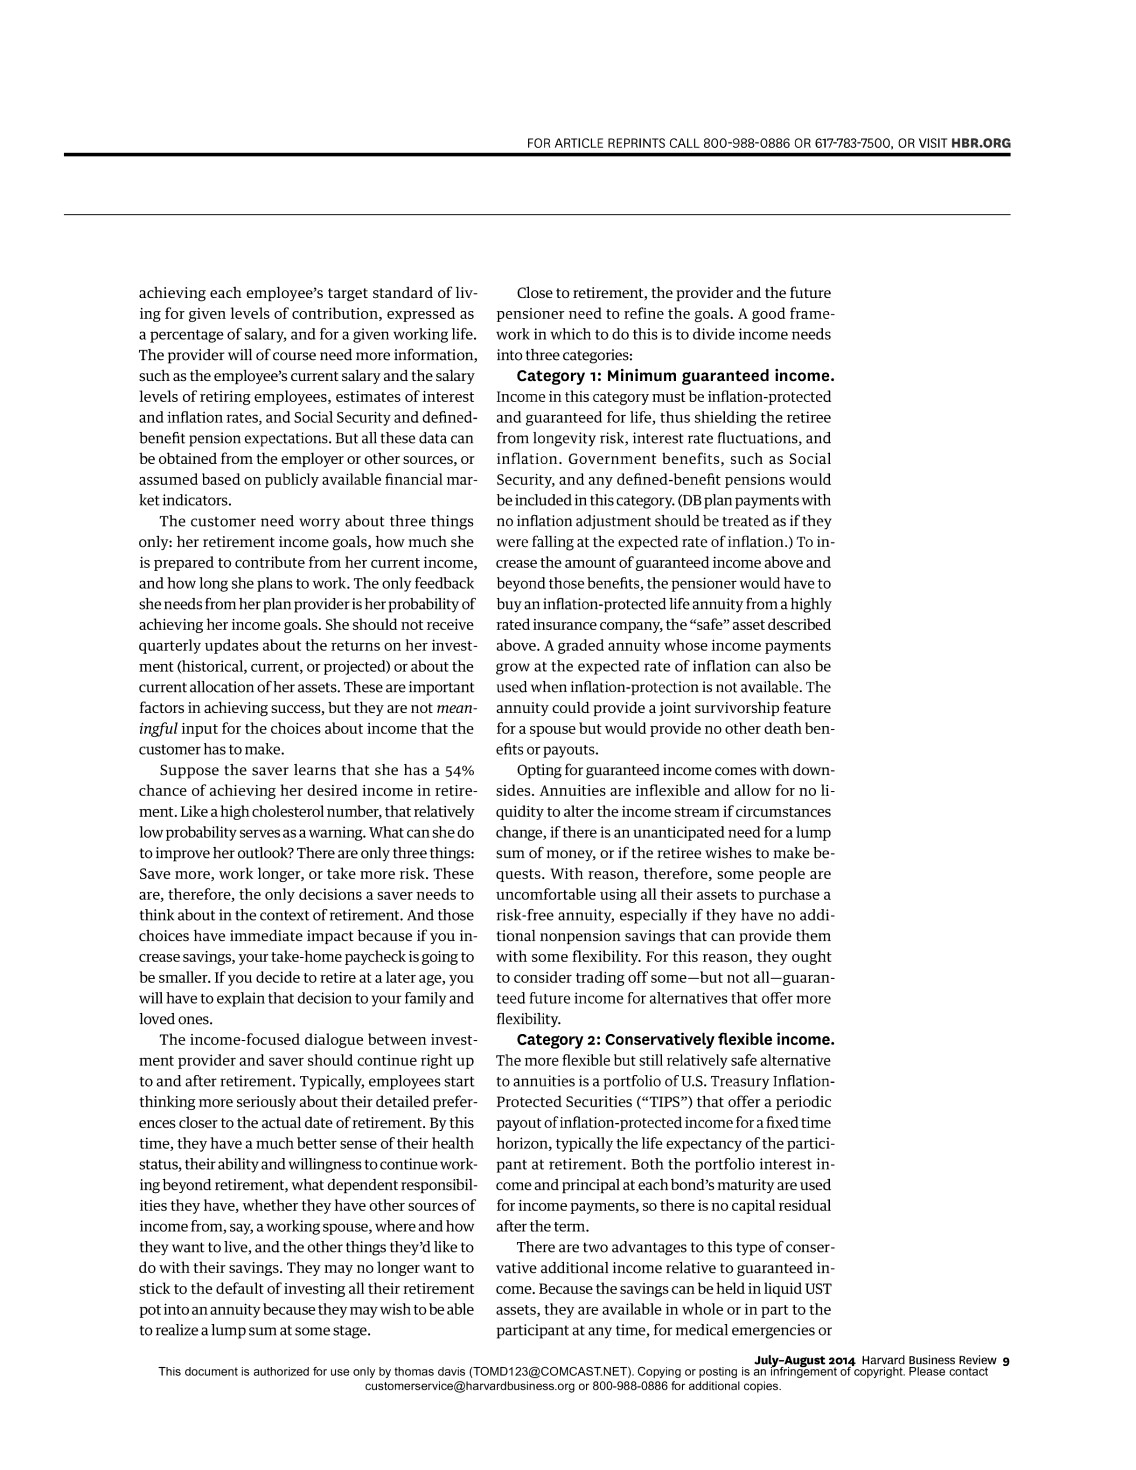 FOR ARTICLE REPRINTS CALL 800-988-0886 OR 617-783-7500, OR VISIT HBR.ORG
achieving each employee's target standard of liv-
ing for given levels of contribution, expressed as
a percentage of salary, and for a given working life.
The provider will of course need more information,
such as the employee's current salary and the salary
levels of retiring employees, estimates of interest
and inflation rates, and Social Security and defined-
benefit pension expectations. But all these data can
be obtained from the employer or other sources, or
assumed based on publicly available financial mar-
ket indicators.
The customer need worry about three things
only: her retirement income goals, how much she
is prepared to contribute from her current income,
and how long she plans to work. The only feedback
she needs from her plan provider is her probability of
achieving her income goals. She should not receive
quarterly updates about the returns on her invest-
ment (historical, current, or projected) or about the
current allocation of her assets. These are important
factors in achieving success, but they are not mean-
ingful input for the choices about income that the
customer has to make.
Suppose the saver learns that she has a 54%
chance of achieving her desired income in retire-
ment. Like a high cholesterol number, that relatively
low probability serves as a warning. What can she do
to improve her outlook? There are only three things:
Save more, work longer, or take more risk. These
are, therefore, the only decisions a saver needs to
think about in the context of retirement. And those
choices have immediate impact because if you in-
crease savings, your take-home paycheck is going to
be smaller. If you decide to retire at a later age, you
will have to explain that decision to your family and
loved ones.
The income-focused dialogue between invest-
ment provider and saver should continue right up
to and after retirement. Typically, employees start
thinking more seriously about their detailed prefer-
ences closer to the actual date of retirement. By this
time, they have a much better sense of their health
status, their ability and willingness to continue work-
ing beyond retirement, what dependent responsibil-
ities they have, whether they have other sources of
income from, say, a working spouse, where and how
they want to live, and the other things they'd like to
do with their savings. They may no longer want to
stick to the default of investing all their retirement
pot into an annuity because they may wish to be able
to realize a lump sum at some stage.
Close to retirement, the provider and the future
pensioner need to refine the goals. A good frame-
work in which to do this is to divide income needs
into three categories:
Category 1: Minimum guaranteed income.
Income in this category must be inflation-protected
and guaranteed for life, thus shielding the retiree
from longevity risk, interest rate fluctuations, and
inflation. Government benefits, such as Social
Security, and any defined-benefit pensions would
be included in this category. (DB plan payments with
no inflation adjustment should be treated as if they
were falling at the expected rate of inflation.) To in-
crease the amount of guaranteed income above and
beyond those benefits, the pensioner would have to
buy an inflation-protected life annuity from a highly
rated insurance company, the “safe” asset described
above. A graded annuity whose income payments
grow at the expected rate of inflation can also be
used when inflation-protection is not available. The
annuity could provide a joint survivorship feature
for a spouse but would provide no other death ben-
efits or payouts.
Opting for guaranteed income comes with down-
sides. Annuities are inflexible and allow for no li-
quidity to alter the income stream if circumstances
change, if there is an unanticipated need for a lump
sum of money, or if the retiree wishes to make be-
quests. With reason, therefore, some people are
uncomfortable using all their assets to purchase a
risk-free annuity, especially if they have no addi-
tional nonpension savings that can provide them
with some flexibility. For this reason, they ought
to consider trading off some—but not all—guaran-
teed future income for alternatives that offer more
flexibility.
Category 2: Conservatively flexible income.
The more flexible but still relatively safe alternative
to annuities is a portfolio of U.S. Treasury Inflation-
Protected Securities (“TIPS”) that offer a periodic
payout of inflation-protected income for a fixed time
horizon, typically the life expectancy of the partici-
pant at retirement. Both the portfolio interest in-
come and principal at each bond's maturity are used
for income payments, so there is no capital residual
after the term.
There are two advantages to this type of conser-
vative additional income relative to guaranteed in-
come. Because the savings can be held in liquid UST
assets, they are available in whole or in part to the
participant at any time, for medical emergencies or
July–August 2014 Harvard Business Review 9
This document is authorized for use only by thomas davis (TOMD123@COMCAST.NET). Copying or posting is an infringement of copyright. Please contact
customerservice@harvardbusiness.org or 800-988-0886 for additional copies.